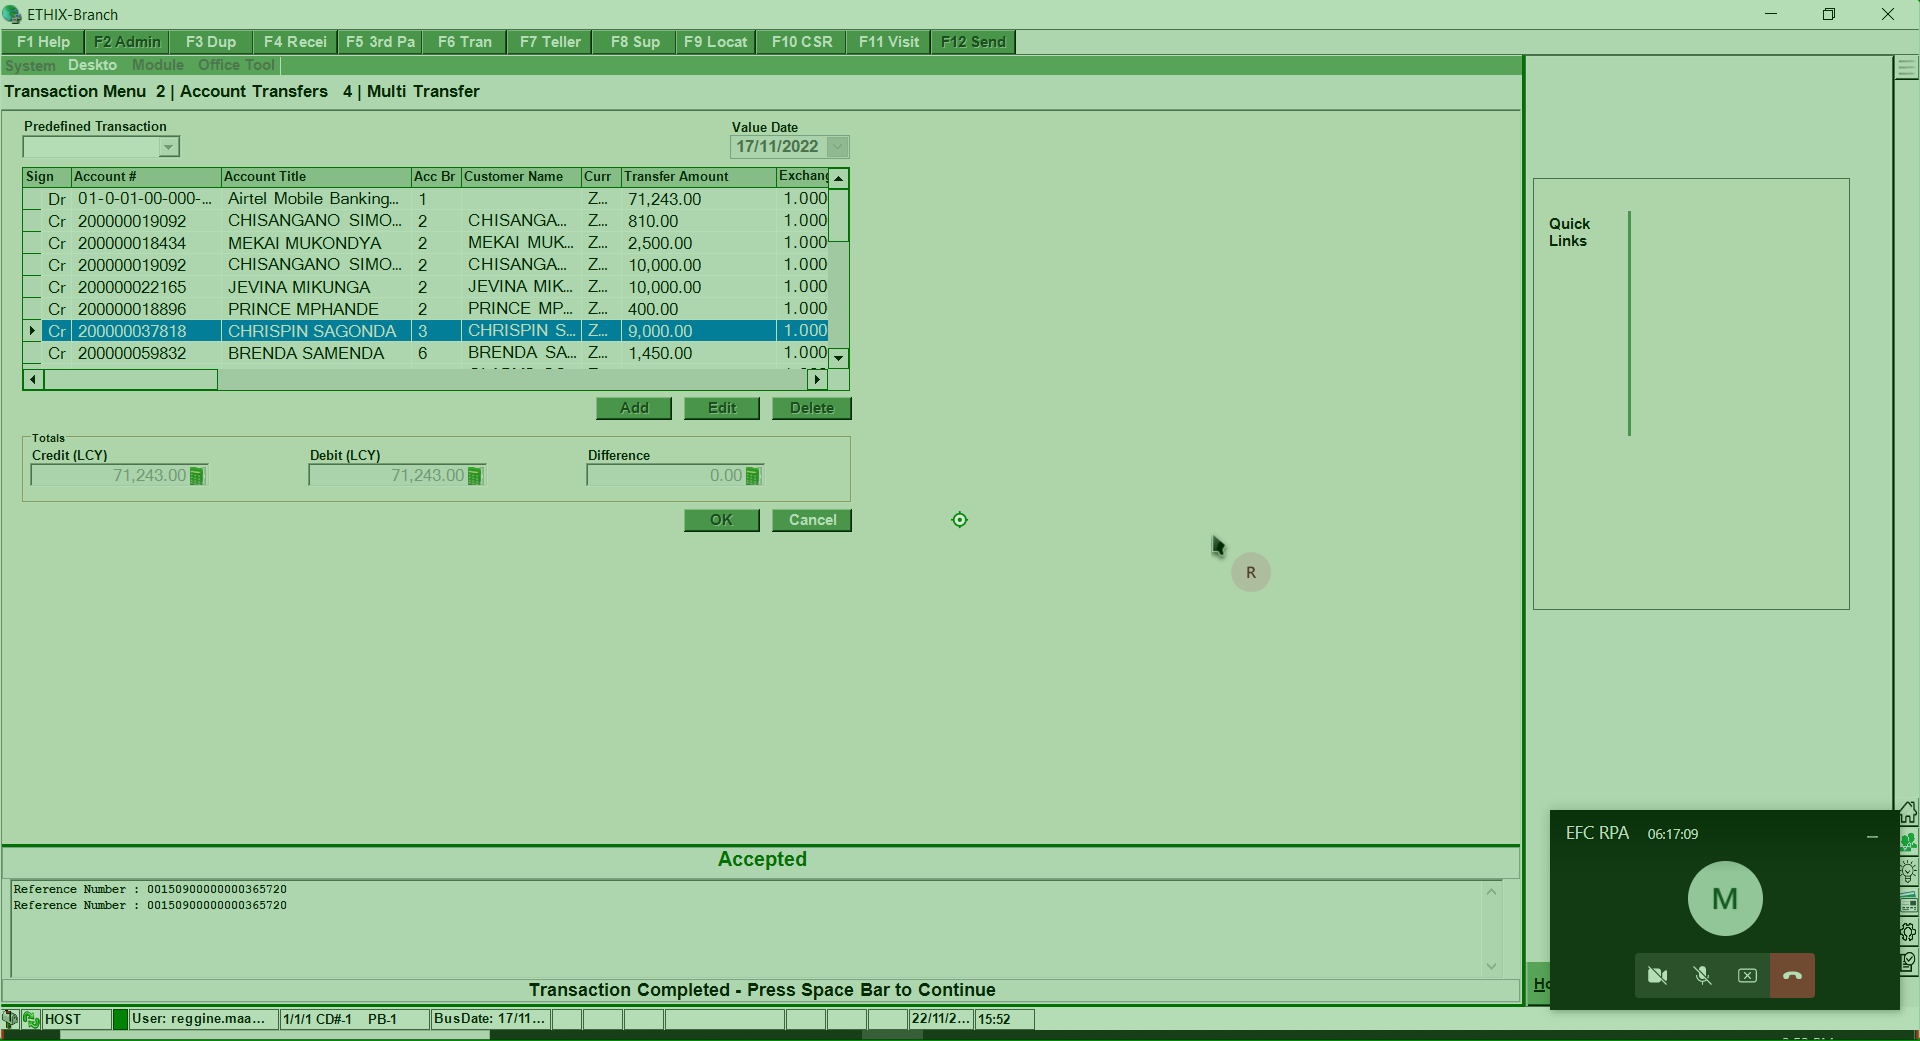 ETHIX-Branch
F1 Help F2 Admin F3 Dup F4 Recei F5 3rd Pa F6 Tran F7 Teller F8 Sup F9 Locat F10 CSR F11 Visit F12 Send
System Deskto Module Office Tool
Transaction Menu 2 | Account Transfers 4 | Multi Transfer
Predefined Transaction
Value Date
17/11/2022
Sign Account # Account Title Acc Br Customer Name Curr Transfer Amount Exchang
Dr 01-0-01-00-000-... Airtel Mobile Banking... 1 Z... 71,243.00 1.000
Cr 200000019092 CHISANGANO SIMO... 2 CHISANGA... Z... 810.00 1.000
Cr 200000018434 MEKAI MUKONDYA 2 MEKAI MUK... Z... 2,500.00 1.000
Cr 200000019092 CHISANGANO SIMO... 2 CHISANGA... Z... 10,000.00 1.000
Cr 200000022165 JEVINA MIKUNGA 2 JEVINA MIK... Z... 10,000.00 1.000
Cr 200000018896 PRINCE MPHANDE 2 PRINCE MP... Z... 400.00 1.000
Cr 200000037818 CHRISPIN SAGONDA 3 CHRISPIN S... Z... 9,000.00 1.000
Cr 200000059832 BRENDA SAMENDA 6 BRENDA SA... Z... 1,450.00 1.000
Add Edit Delete
Totals
Credit (LCY) Debit (LCY) Difference
71,243.00 71,243.00 0.00
OK Cancel
R
Quick
Links
EFC RPA 06:17:09
M
Accepted
Reference Number : 00150900000000365720
Reference Number : 00150900000000365720
Transaction Completed - Press Space Bar to Continue
Ho
HOST User: reggine.maa... 1/1/1 CD#-1 PB-1 BusDate: 17/11... 22/11/2... 15:52